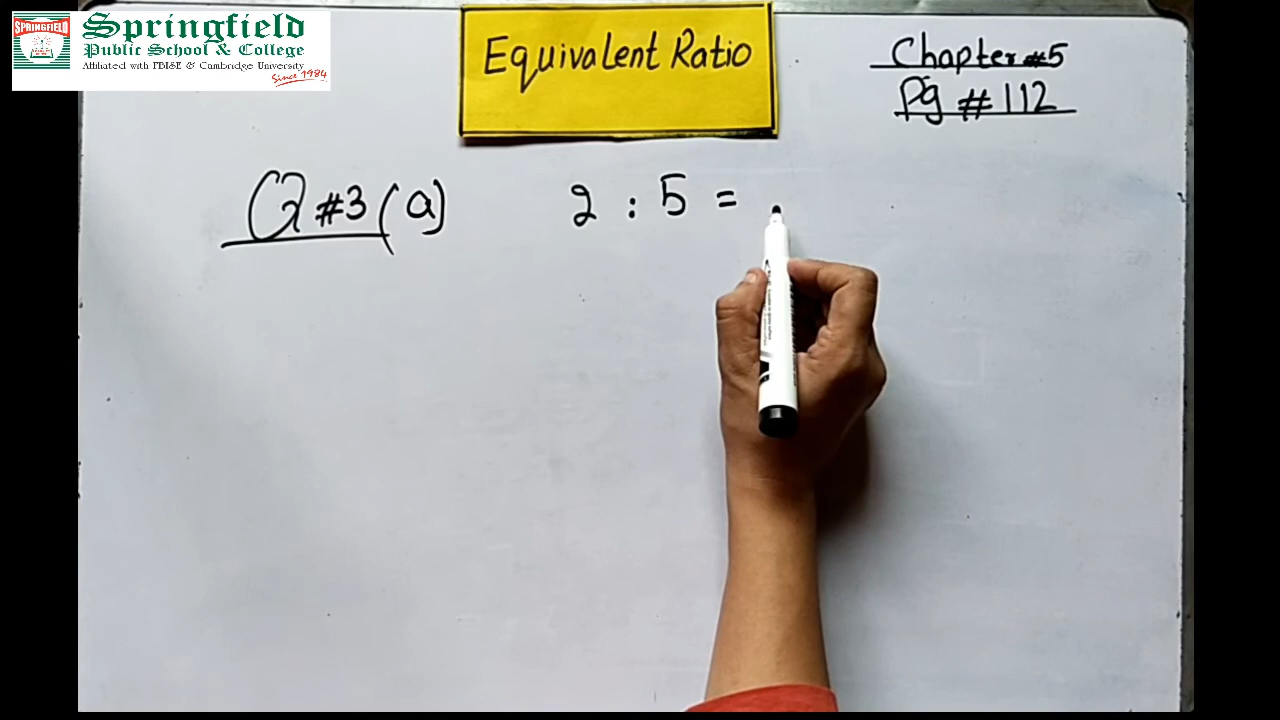 SPRINGFIELD
Springfield
Public School & College
Affiliated with FBISE & Cambridge University
Since 1984
Equivalent Ratio
Chapter #5
Pg # 112
Q #3 (a) 2 : 5 =